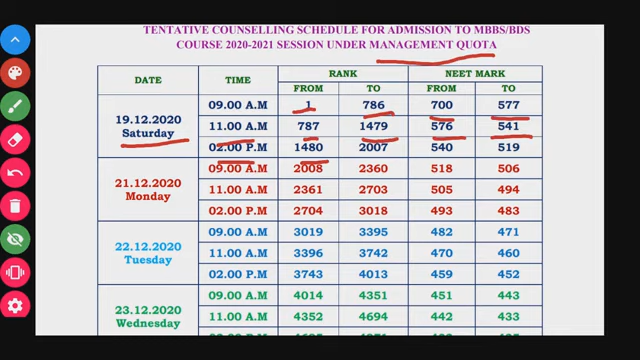 TENTATIVE COUNSELLING SCHEDULE FOR ADMISSION TO MBBS/BDS
COURSE 2020-2021 SESSION UNDER MANAGEMENT QUOTA
DATE TIME RANK NEET MARK
FROM TO FROM TO
19.12.2020 Saturday
09.00 A.M 1 786 700 577
11.00 A.M 787 1479 576 541
02.00 P.M 1480 2007 540 519
21.12.2020 Monday
09.00 A.M 2008 2360 518 506
11.00 A.M 2361 2703 505 494
02.00 P.M 2704 3018 493 483
22.12.2020 Tuesday
09.00 A.M 3019 3395 482 471
11.00 A.M 3396 3742 470 460
02.00 P.M 3743 4013 459 452
23.12.2020 Wednesday
09.00 A.M 4014 4351 451 443
11.00 A.M 4352 4694 442 433